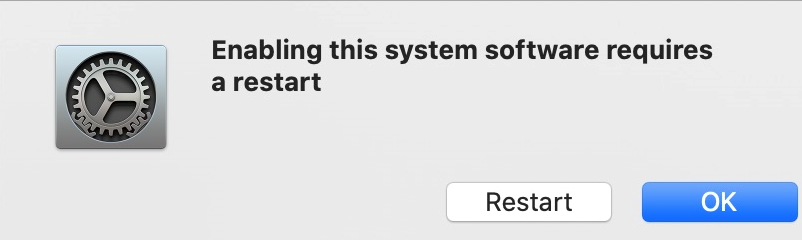 Enabling this system software requires
a restart
Restart
OK